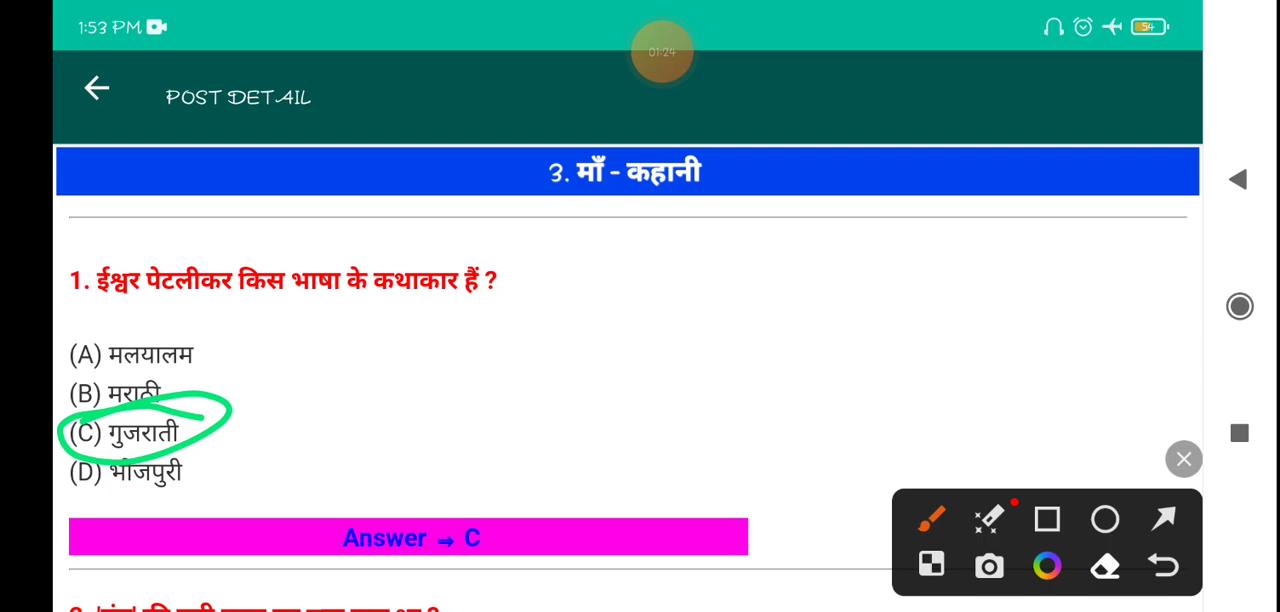 1:53 PM
54
01:24
POST DETAIL
3. माँ - कहानी
1. ईश्वर पेटलीकर किस भाषा के कथाकार हैं ?
(A) मलयालम
(B) मराठी
(C) गुजराती
(D) भोजपुरी
Answer ⇒ C